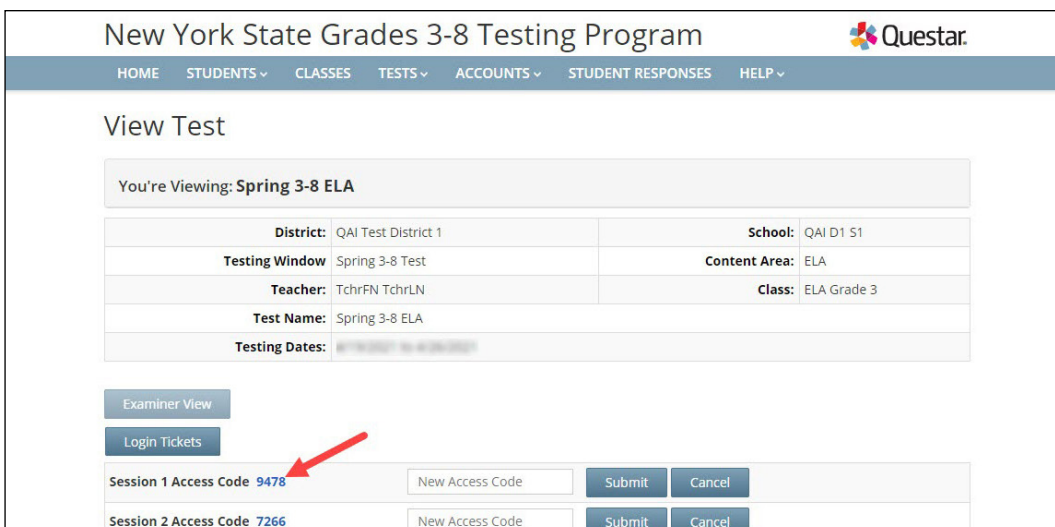 New York State Grades 3-8 Testing Program
Questar.
HOME STUDENTS CLASSES TESTS ACCOUNTS STUDENT RESPONSES HELP
View Test
You're Viewing: Spring 3-8 ELA
District: QAI Test District 1 School: QAI D1 S1
Testing Window Spring 3-8 Test Content Area: ELA
Teacher: TchrFN TchrLN Class: ELA Grade 3
Test Name: Spring 3-8 ELA
Testing Dates:
Examiner View
Login Tickets
Session 1 Access Code 9478 New Access Code Submit Cancel
Session 2 Access Code 7266 New Access Code Submit Cancel